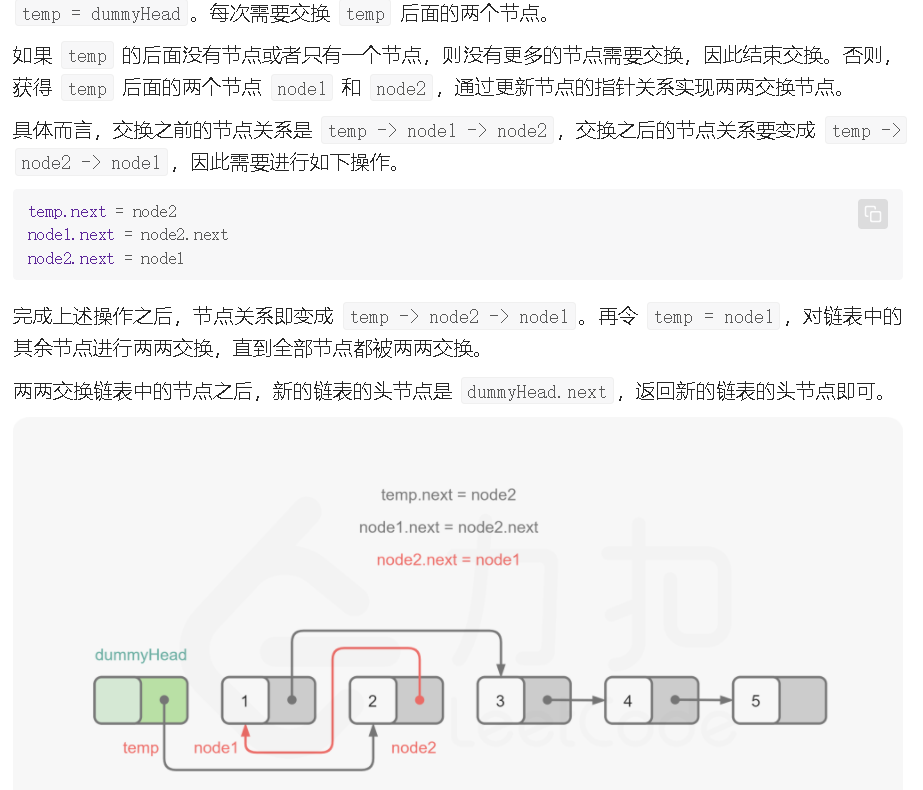 temp = dummyHead 。每次需要交换 temp 后面的两个节点。
如果 temp 的后面没有节点或者只有一个节点，则没有更多的节点需要交换，因此结束交换。否则，
获得 temp 后面的两个节点 node1 和 node2 ，通过更新节点的指针关系实现两两交换节点。
具体而言，交换之前的节点关系是 temp -> node1 -> node2 ，交换之后的节点关系要变成 temp ->
node2 -> node1 ，因此需要进行如下操作。
temp.next = node2
node1.next = node2.next
node2.next = node1
完成上述操作之后，节点关系即变成 temp -> node2 -> node1 。再令 temp = node1 ，对链表中的
其余节点进行两两交换，直到全部节点都被两两交换。
两两交换链表中的节点之后，新的链表的头节点是 dummyHead.next ，返回新的链表的头节点即可。
temp.next = node2
node1.next = node2.next
node2.next = node1
力扣
dummyHead
1 2 3 4 5
LeetCode
temp node1 node2